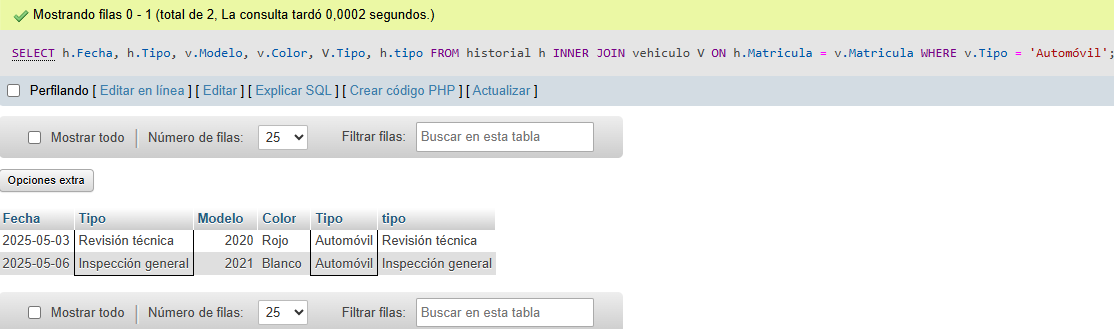 Mostrando filas 0 - 1 (total de 2, La consulta tardó 0,0002 segundos.)
SELECT h.Fecha, h.Tipo, v.Modelo, v.Color, V.Tipo, h.tipo FROM historial h INNER JOIN vehiculo V ON h.Matricula = v.Matricula WHERE v.Tipo = 'Automóvil';
Perfilando [ Editar en línea ] [ Editar ] [ Explicar SQL ] [ Crear código PHP ] [ Actualizar ]
Mostrar todo Número de filas: 25 Filtrar filas: Buscar en esta tabla
Opciones extra
Fecha Tipo Modelo Color Tipo tipo
2025-05-03 Revisión técnica 2020 Rojo Automóvil Revisión técnica
2025-05-06 Inspección general 2021 Blanco Automóvil Inspección general
Mostrar todo Número de filas: 25 Filtrar filas: Buscar en esta tabla